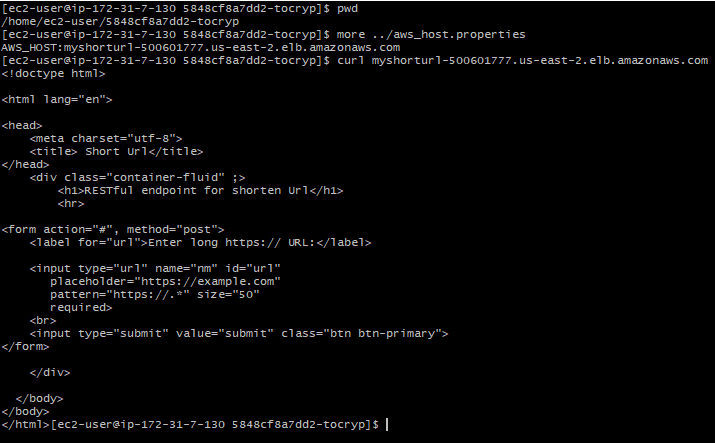 [ec2-user@ip-172-31-7-130 5848cf8a7dd2-tocryp]$ pwd
/home/ec2-user/5848cf8a7dd2-tocryp
[ec2-user@ip-172-31-7-130 5848cf8a7dd2-tocryp]$ more ../aws_host.properties
AWS_HOST:myshorturl-500601777.us-east-2.elb.amazonaws.com
[ec2-user@ip-172-31-7-130 5848cf8a7dd2-tocryp]$ curl myshorturl-500601777.us-east-2.elb.amazonaws.com
<!doctype html>
<html lang="en">
<head>
<meta charset="utf-8">
<title> Short Url</title>
</head>
<div class="container-fluid" ;>
<h1>RESTful endpoint for shorten Url</h1>
<hr>
<form action="#", method="post">
<label for="url">Enter long https:// URL:</label>
<input type="url" name="nm" id="url"
placeholder="https://example.com"
pattern="https://.*" size="50"
required>
<br>
<input type="submit" value="submit" class="btn btn-primary">
</form>
</div>
</body>
</body>
</html>[ec2-user@ip-172-31-7-130 5848cf8a7dd2-tocryp]$